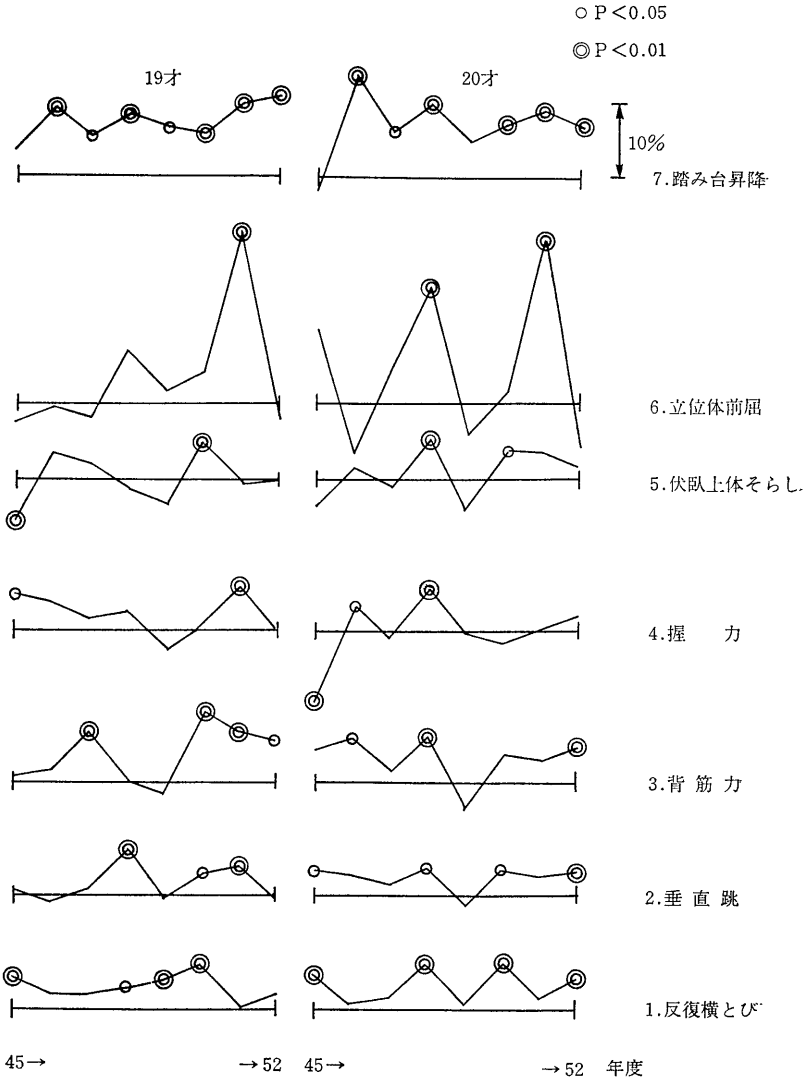 ○ P＜0.05
◎ P＜0.01
19才 20才
10%
7.踏み台昇降
6.立位体前屈
5.伏臥上体そらし
4.握 力
3.背 筋 力
2.垂 直 跳
1.反復横とび
45→ →52 45→ →52 年度